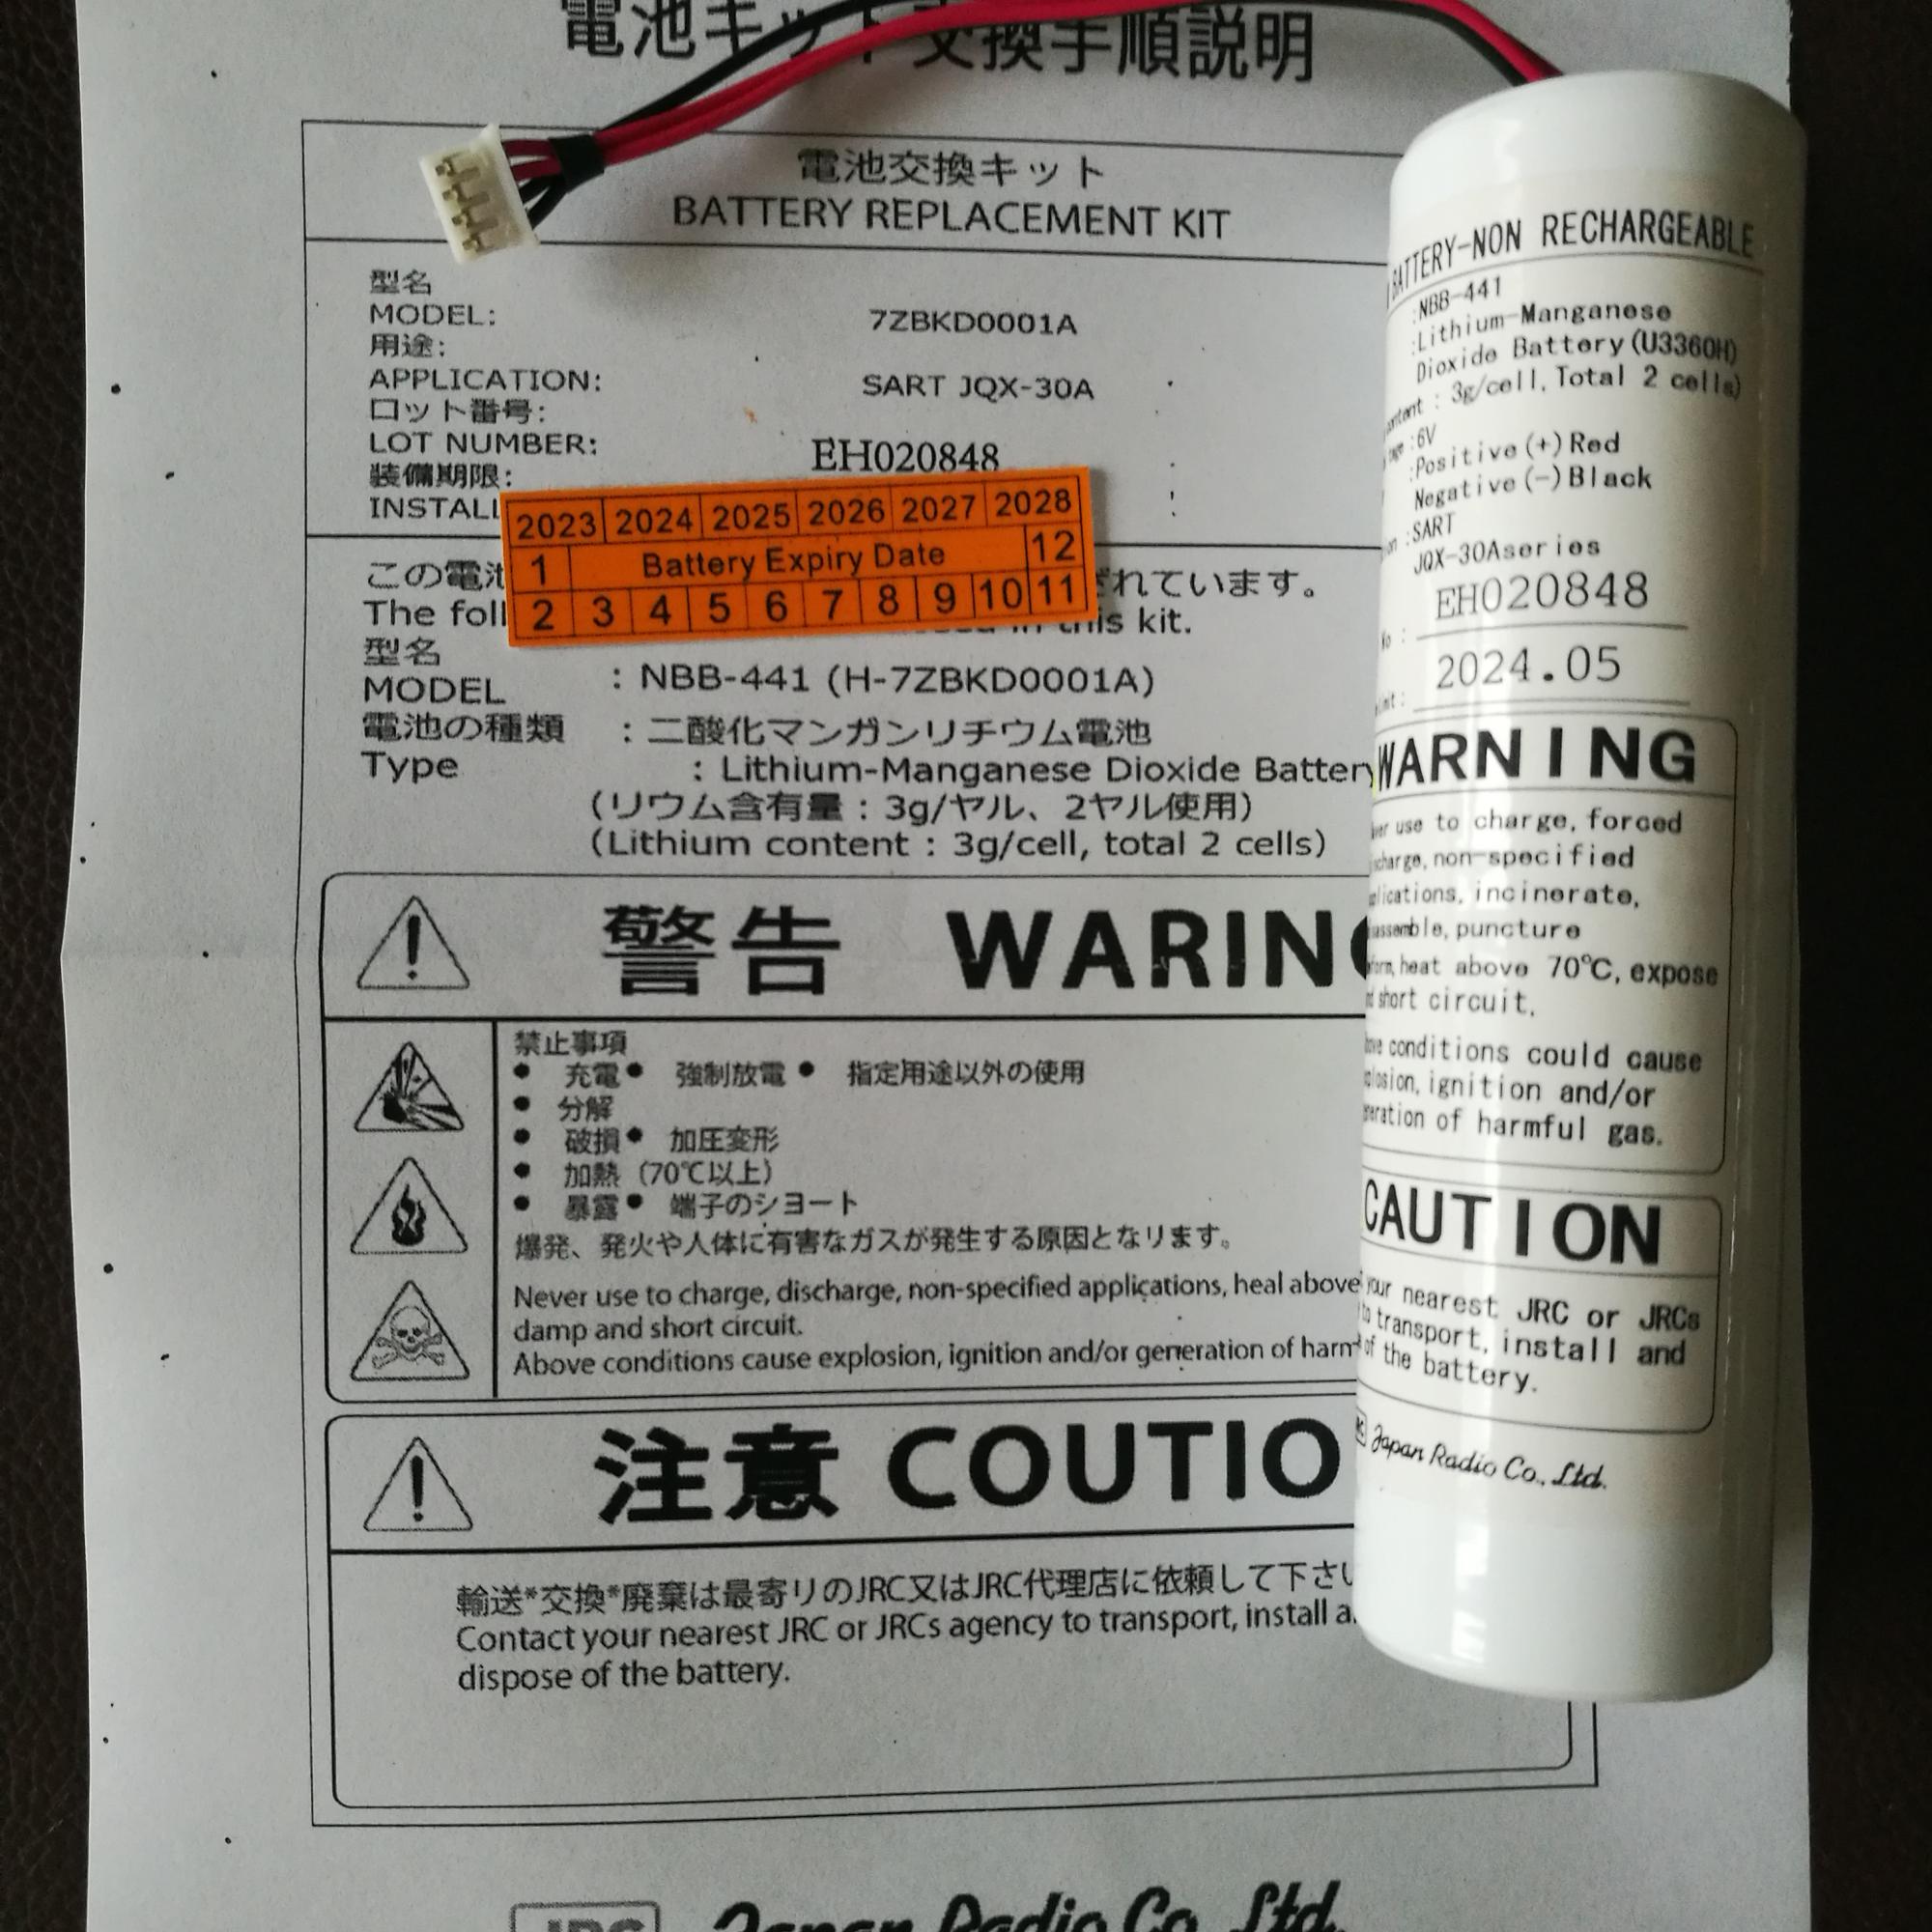 電池キット交換手順説明
電池交換キット
BATTERY REPLACEMENT KIT
型名
MODEL: 7ZBKD0001A
用途:
APPLICATION: SART JQX-30A
ロット番号:
LOT NUMBER: EH020848
装備期限:
INSTALL
2023 2024 2025 2026 2027 2028
1 Battery Expiry Date 12
2 3 4 5 6 7 8 9 10 11
この電池 されています。
The foll in this kit.
型名
MODEL : NBB-441 (H-7ZBKD0001A)
電池の種類 : 二酸化マンガンリチウム電池
Type : Lithium-Manganese Dioxide Battery
(リウム含有量 : 3g/ヤル、2ヤル使用)
(Lithium content : 3g/cell, total 2 cells)
警告 WARIN
禁止事項
● 充電● 強制放電● 指定用途以外の使用
● 分解
● 破損● 加圧変形
● 加熱 (70℃以上)
● 暴露● 端子のショート
爆発、発火や人体に有害なガスが発生する原因となリます。
Never use to charge, discharge, non-specified applications, heal above
damp and short circuit.
Above conditions cause explosion, ignition and/or generation of harm
注意 COUTIO
輸送*交換*廃棄は最寄リのJRC又はJRC代理店に依頼して下さい
Contact your nearest JRC or JRCs agency to transport, install a
dispose of the battery.
JRC Japan Radio Co., Ltd.
BATTERY-NON RECHARGEABLE
:NBB-441
:Lithium-Manganese
Dioxide Battery(U3360H)
: 3g/cell, Total 2 cells)
:6V
:Positive(+)Red
Negative(-)Black
:SART
JQX-30Aseries
EH020848
2024.05
WARNING
use to charge, forced
charge, non-specified
lications, incinerate,
assemble, puncture
form, heat above 70℃, expose
short circuit.
conditions could cause
losion, ignition and/or
eration of harmful gas.
CAUTION
your nearest JRC or JRCs
to transport, install and
of the battery.
Japan Radio Co., Ltd.